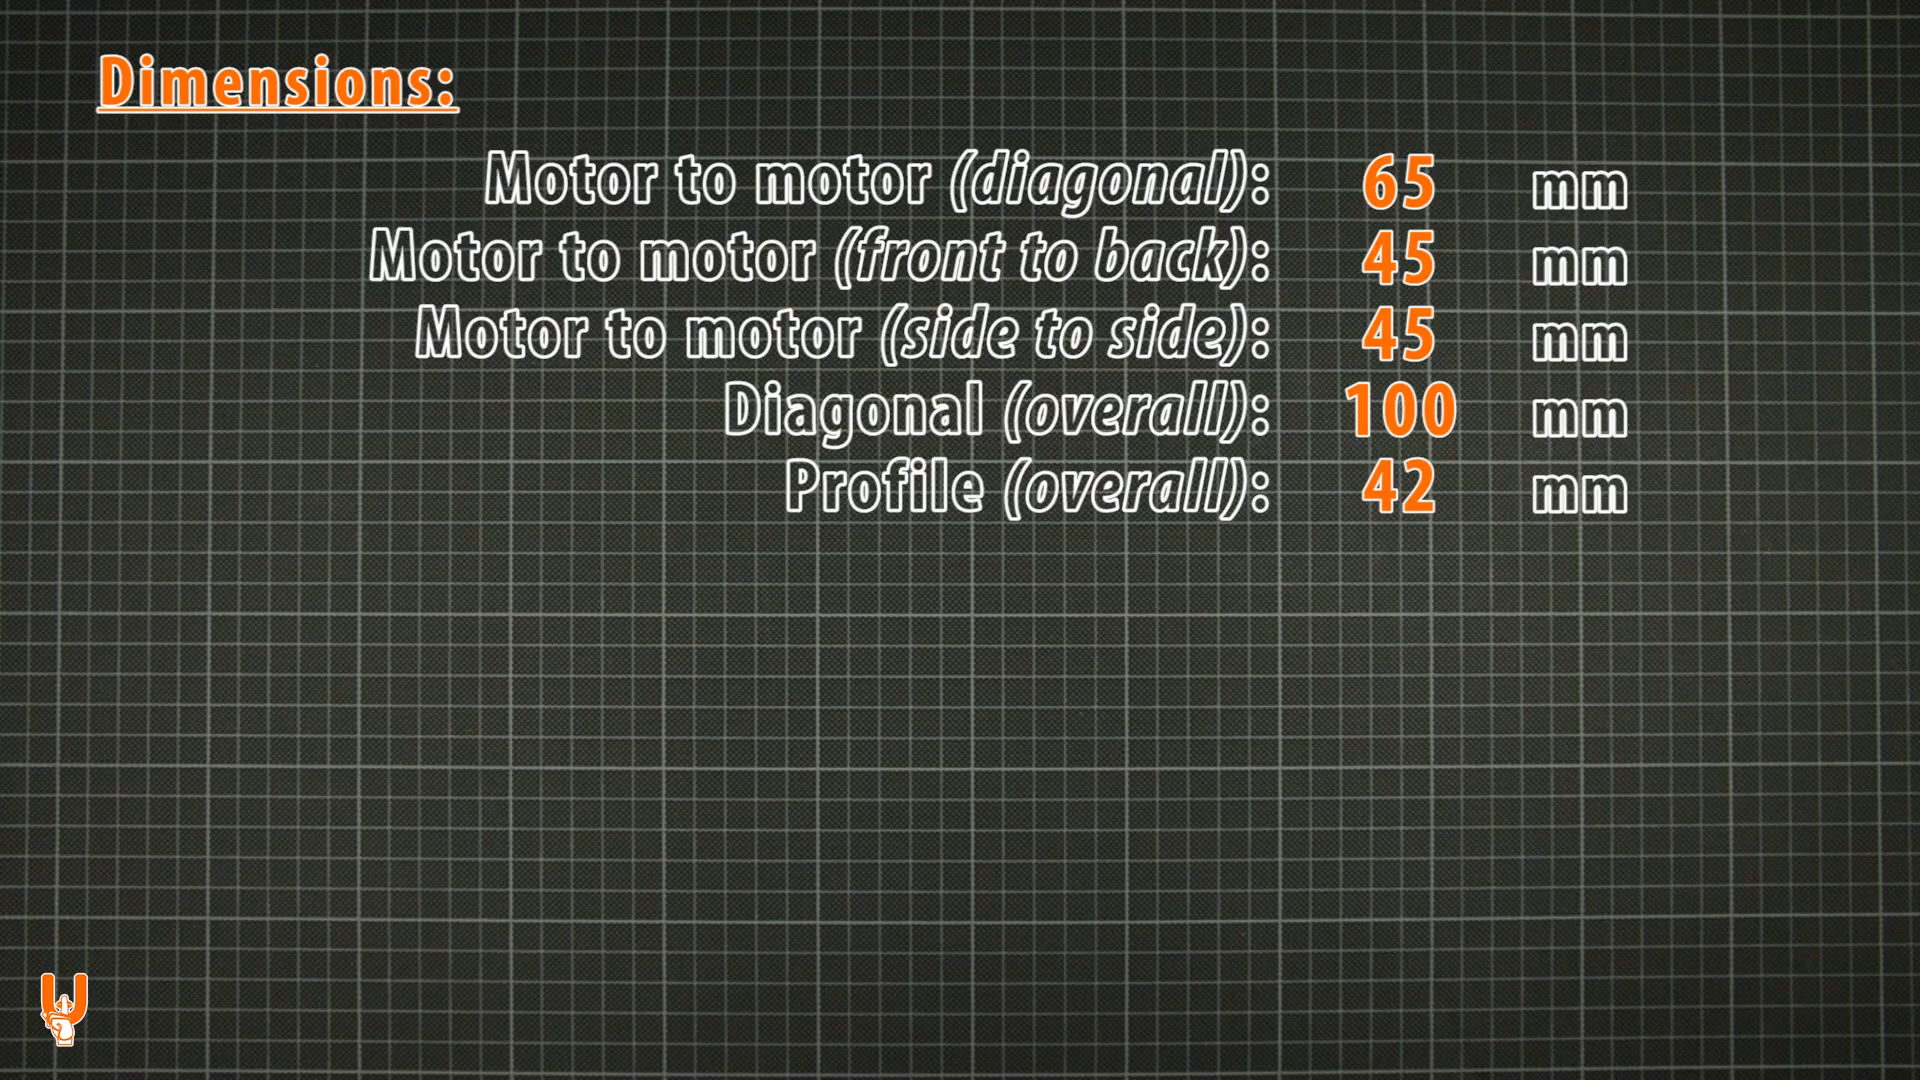 Dimensions:
Motor to motor (diagonal): 65 mm
Motor to motor (front to back): 45 mm
Motor to motor (side to side): 45 mm
Diagonal (overall): 100 mm
Profile (overall): 42 mm